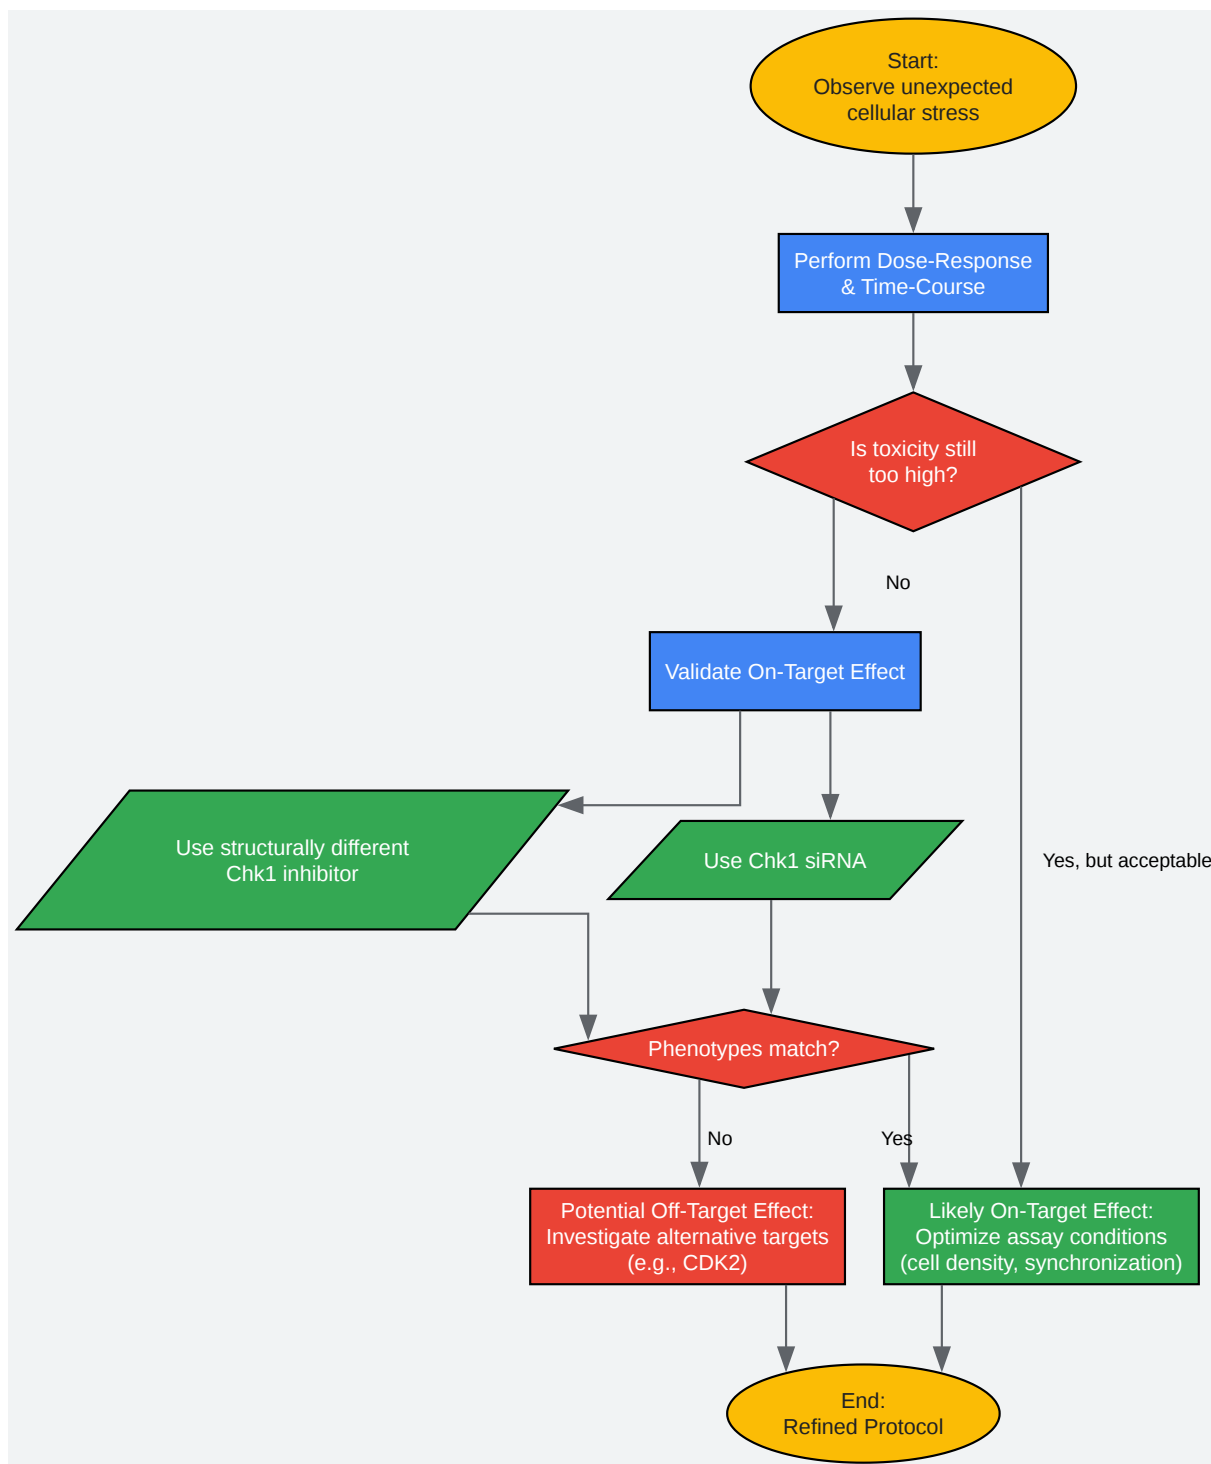 Start:
Observe unexpected
cellular stress
Perform Dose-Response
& Time-Course
Is toxicity still
too high?
No
Validate On-Target Effect
Use structurally different
Chk1 inhibitor
Use Chk1 siRNA
Yes, but acceptable
Phenotypes match?
No
Yes
Potential Off-Target Effect:
Investigate alternative targets
(e.g., CDK2)
Likely On-Target Effect:
Optimize assay conditions
(cell density, synchronization)
End:
Refined Protocol